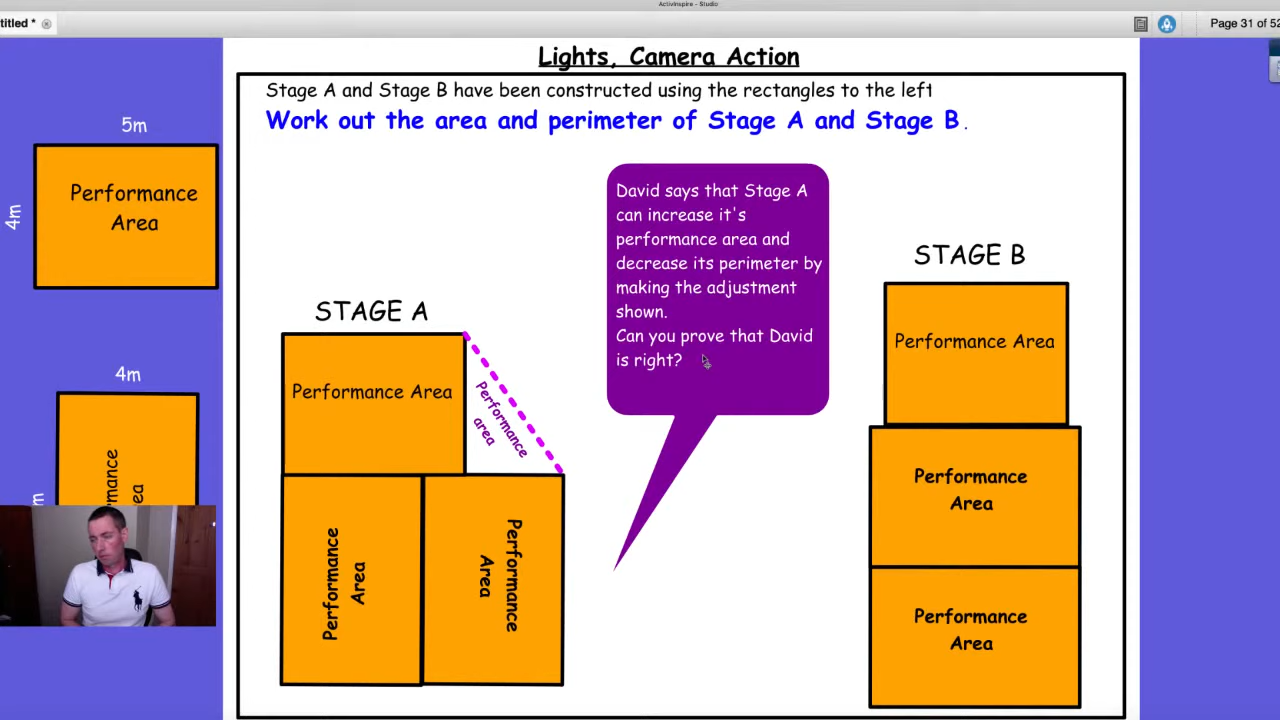 ActivInspire - Studio
ntitled *
Page 31 of 52
Lights, Camera Action
Stage A and Stage B have been constructed using the rectangles to the left
Work out the area and perimeter of Stage A and Stage B.
5m
4m
Performance
Area
4m
m
David says that Stage A
can increase it's
performance area and
decrease its perimeter by
making the adjustment
shown.
Can you prove that David
is right?
STAGE A
Performance Area
Performance
area
Performance
Area
Performance
Area
STAGE B
Performance Area
Performance
Area
Performance
Area